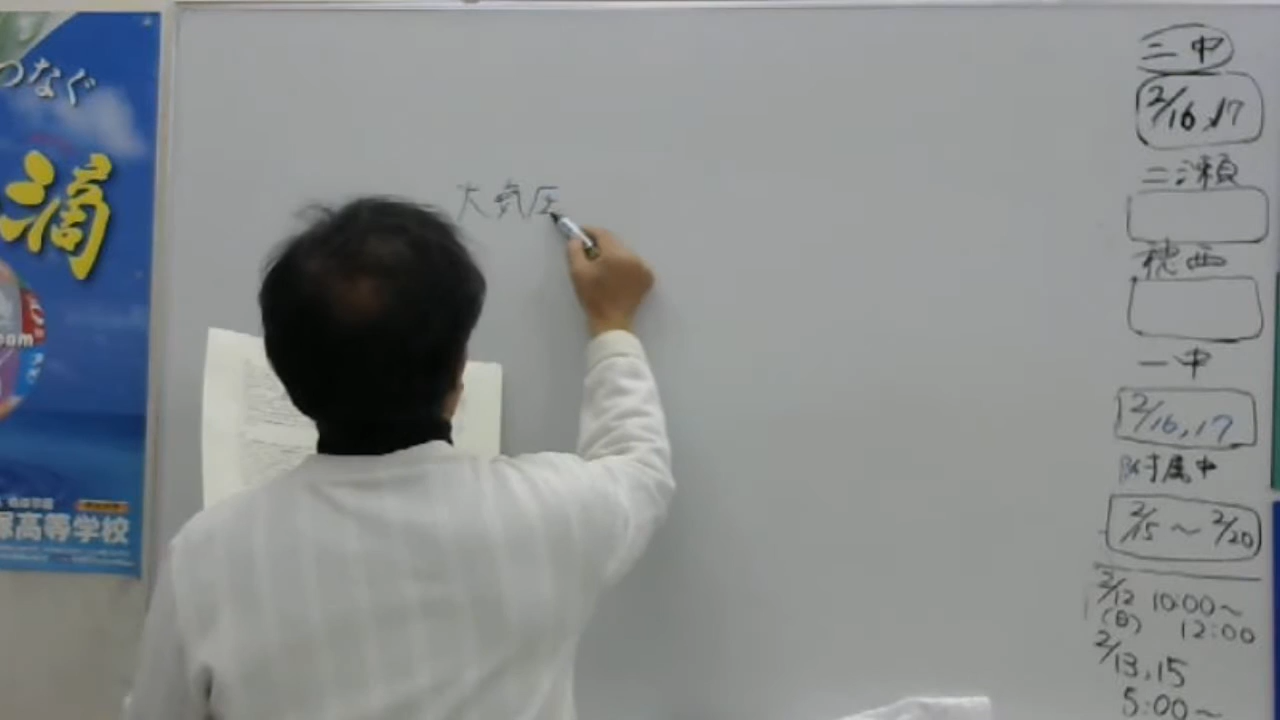 つなぐ
滴
高等学校
大気圧
二中
2/16,17
二瀬
穂西
一中
2/16,17
附属中
2/15～2/20
2/12 10:00～
(日) 12:00
2/13,15
5:00～